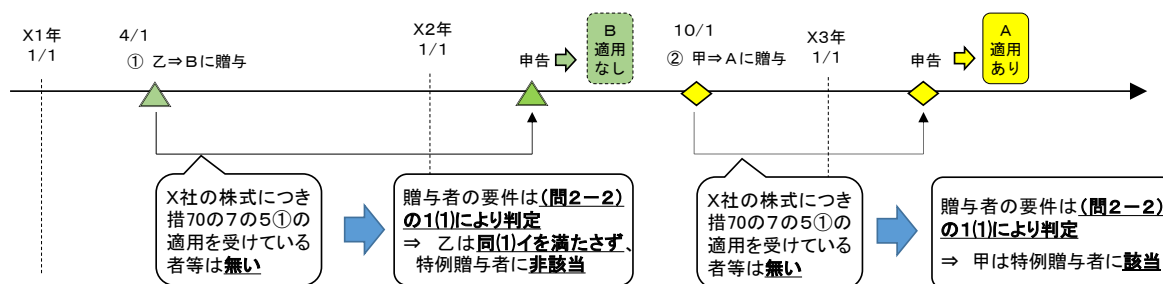 X1年
1/1
4/1
① 乙⇒Bに贈与
X2年
1/1
申告
B
適用
なし
10/1
② 甲⇒Aに贈与
X3年
1/1
申告
A
適用
あり
X社の株式につき
措70の7の5①の
適用を受けている
者等は無い
贈与者の要件は(問2-2)
の1(1)により判定
⇒ 乙は同(1)イを満たさず、
特例贈与者に非該当
X社の株式につき
措70の7の5①の
適用を受けている
者等は無い
贈与者の要件は(問2-2)
の1(1)により判定
⇒ 甲は特例贈与者に該当